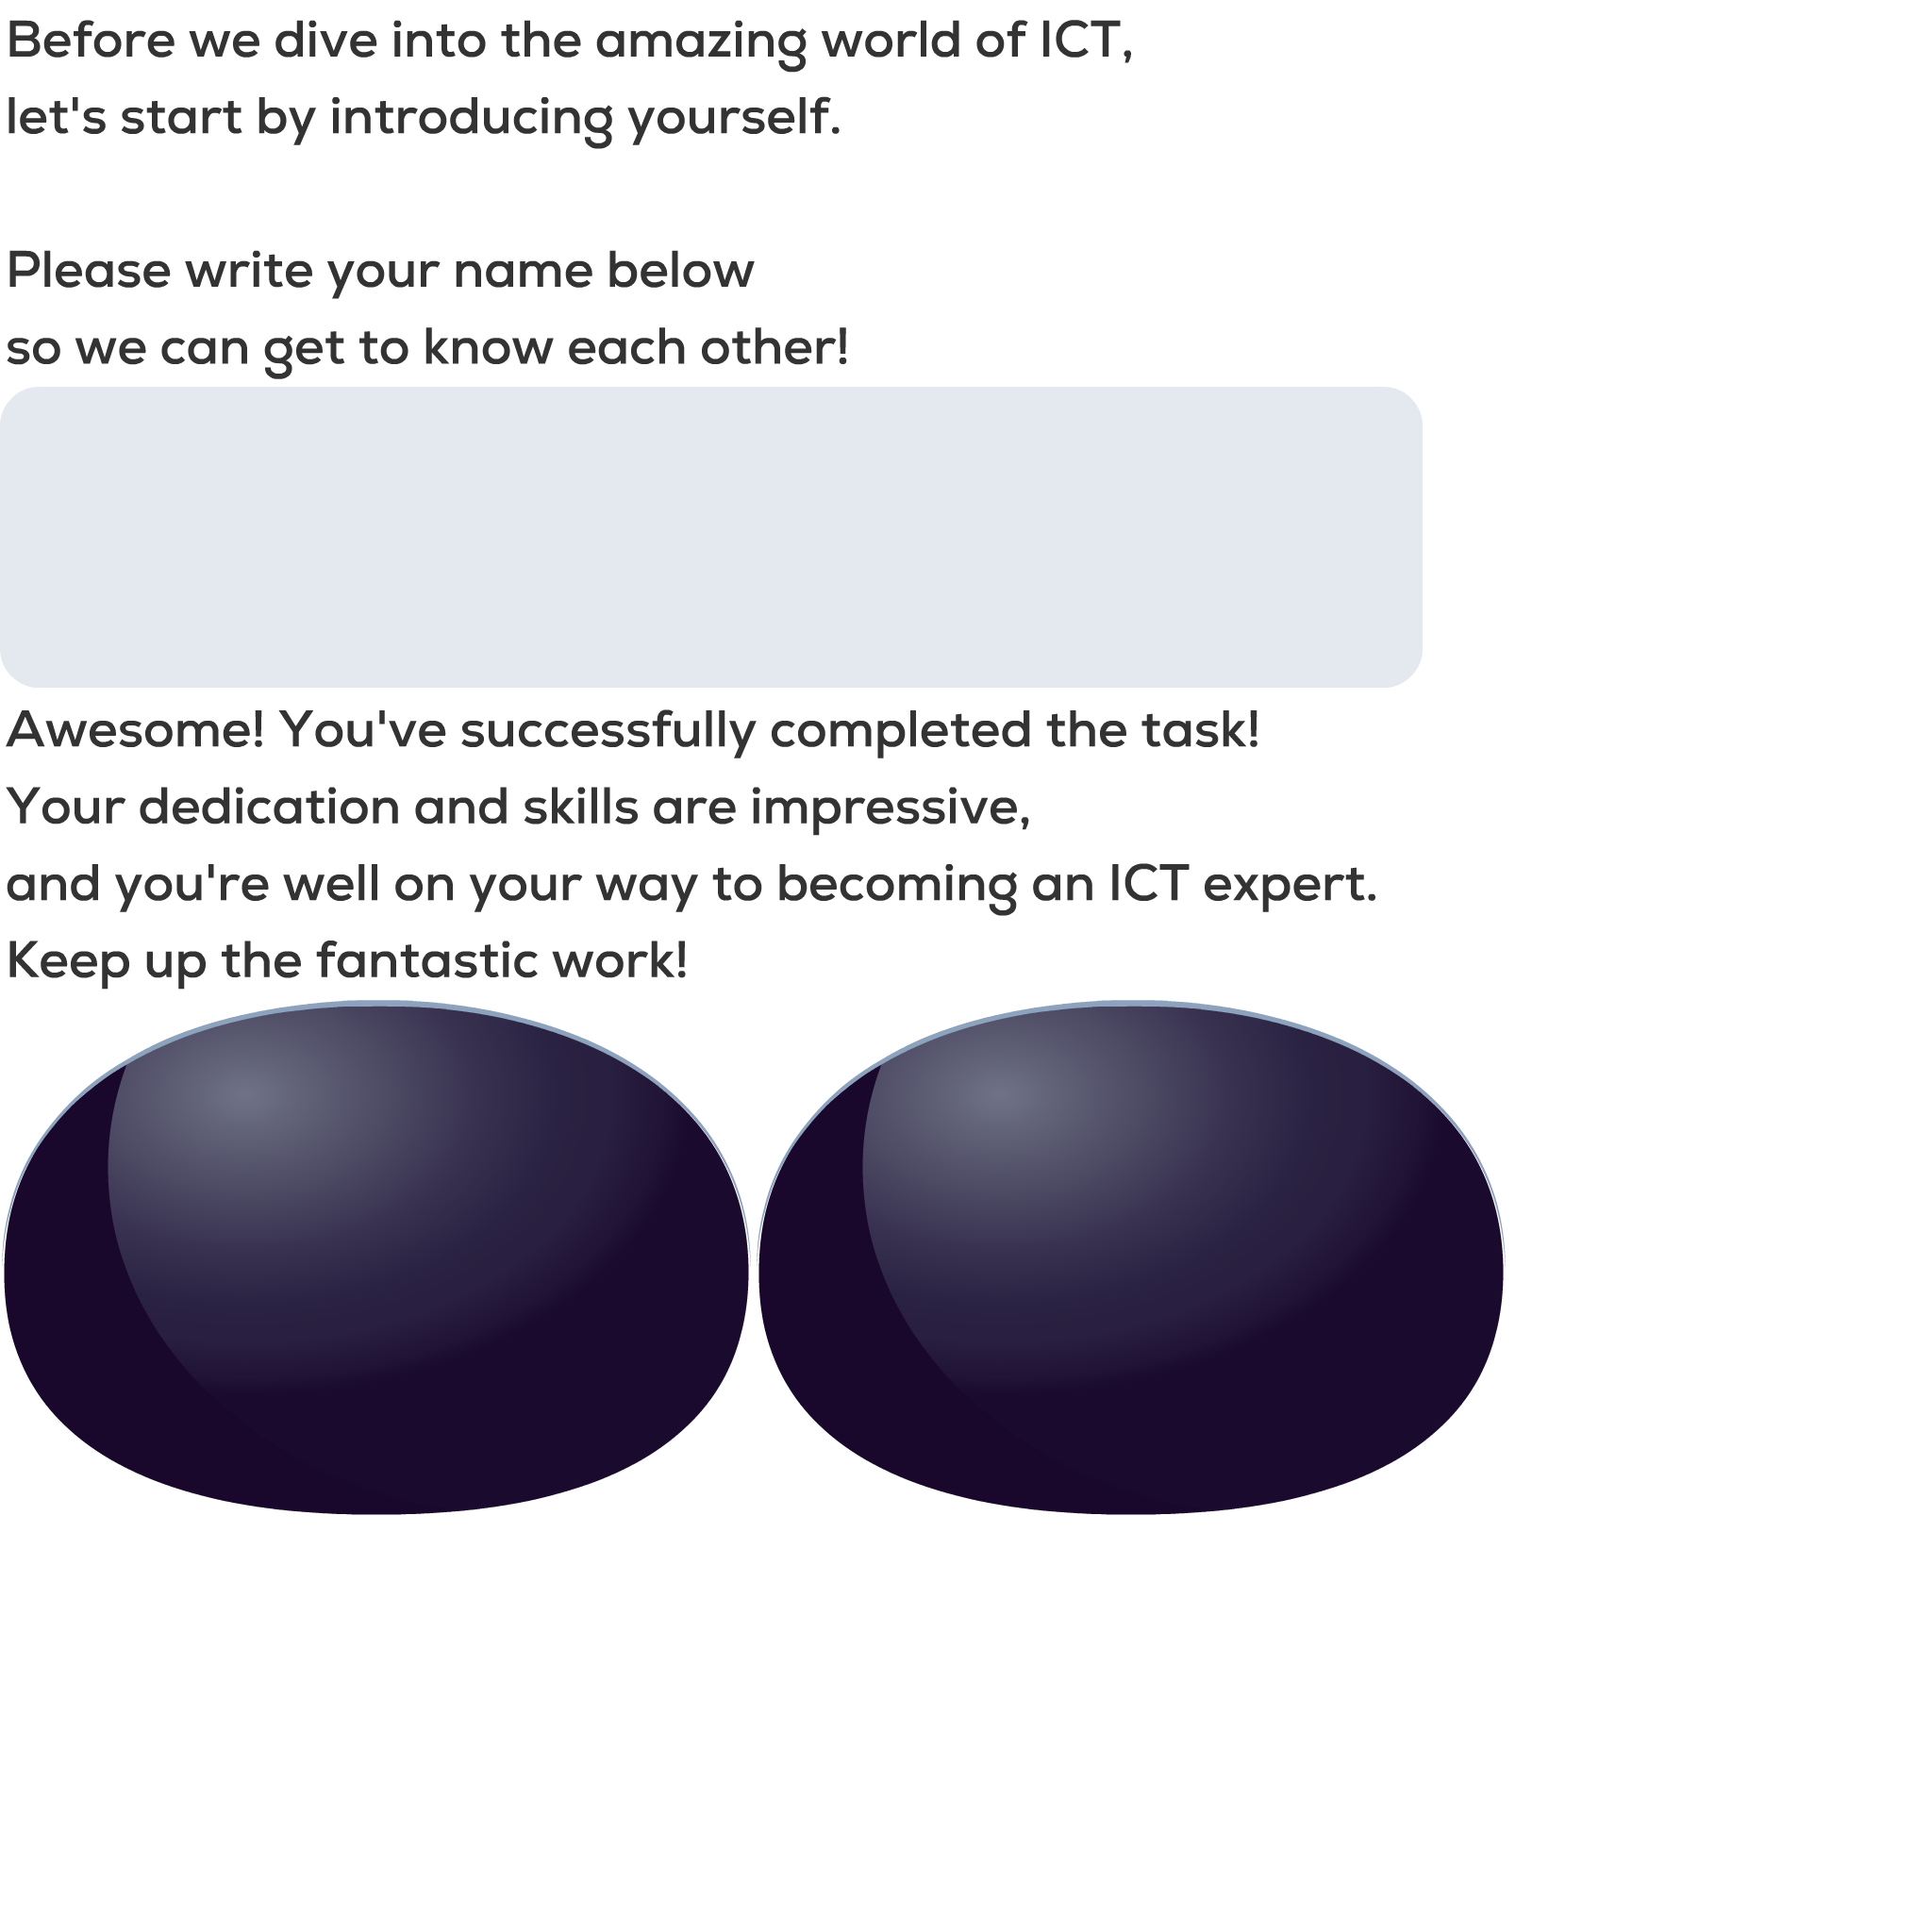 Before we dive into the amazing world of ICT,
let's start by introducing yourself.
Please write your name below
so we can get to know each other!
Awesome! You've successfully completed the task!
Your dedication and skills are impressive,
and you're well on your way to becoming an ICT expert.
Keep up the fantastic work!